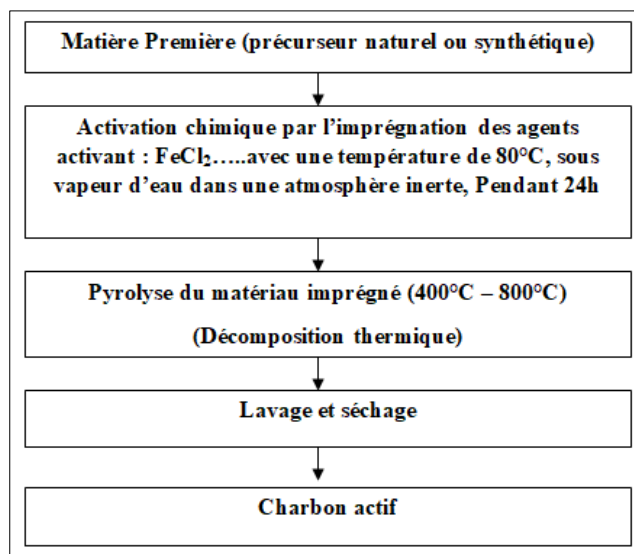 Matière Première (précurseur naturel ou synthétique)
Activation chimique par l’imprégnation des agents
activant : FeCl₂…..avec une température de 80°C, sous
vapeur d’eau dans une atmosphère inerte, Pendant 24h
Pyrolyse du matériau imprégné (400°C – 800°C)
(Décomposition thermique)
Lavage et séchage
Charbon actif